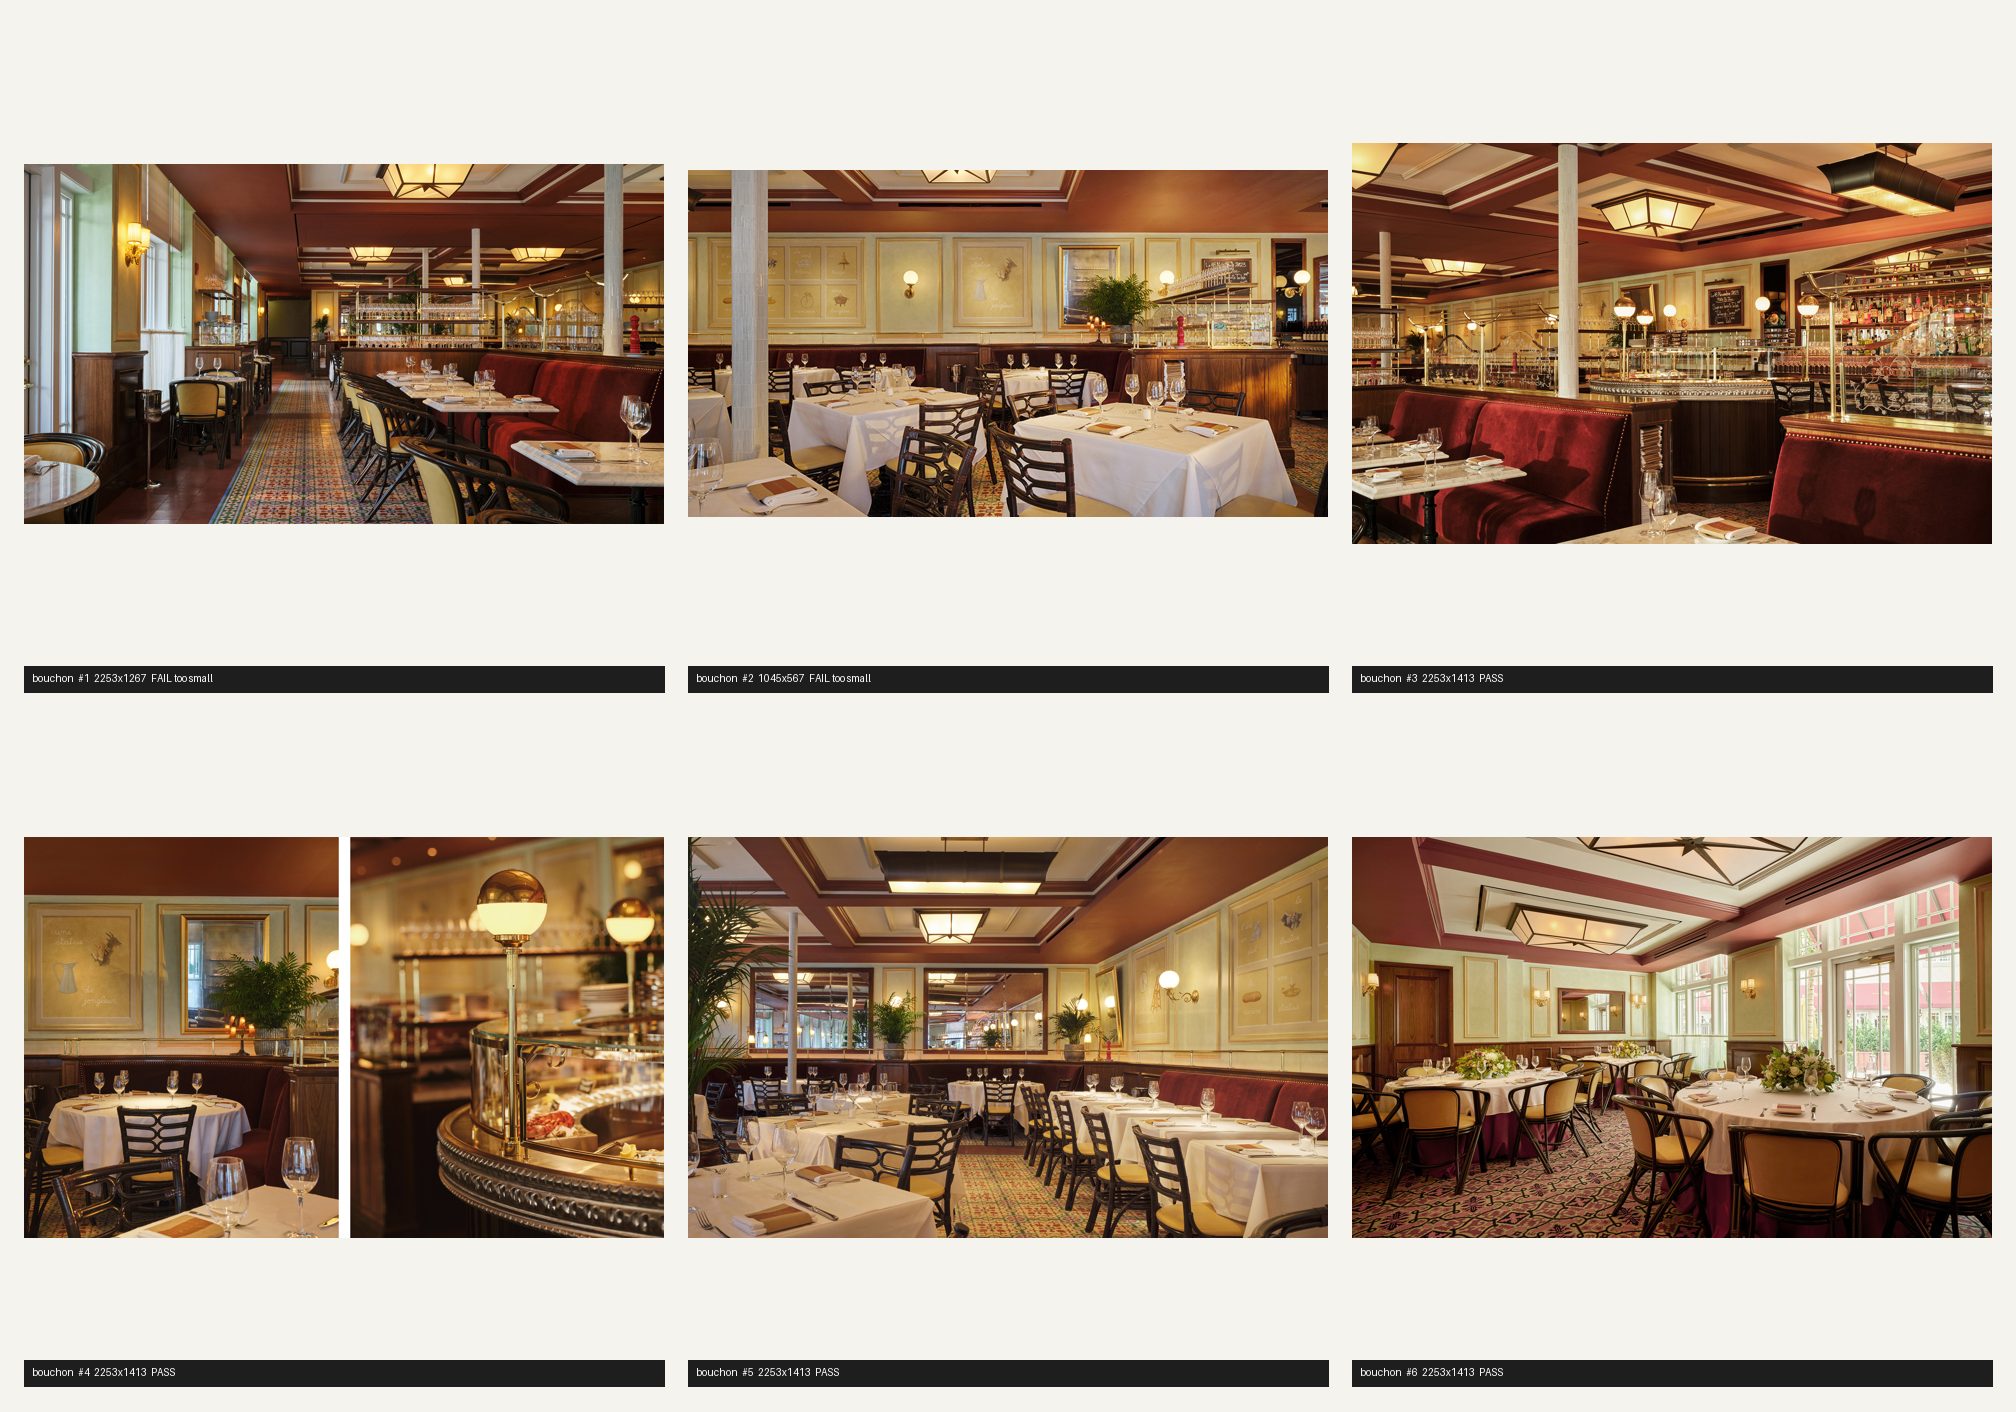 bouchon #1 2253x1267 FAIL toosmall
bouchon #2 1045x567 FAIL toosmall
bouchon #3 2253x1413 PASS
bouchon #4 2253x1413 PASS
bouchon #5 2253x1413 PASS
bouchon #6 2253x1413 PASS